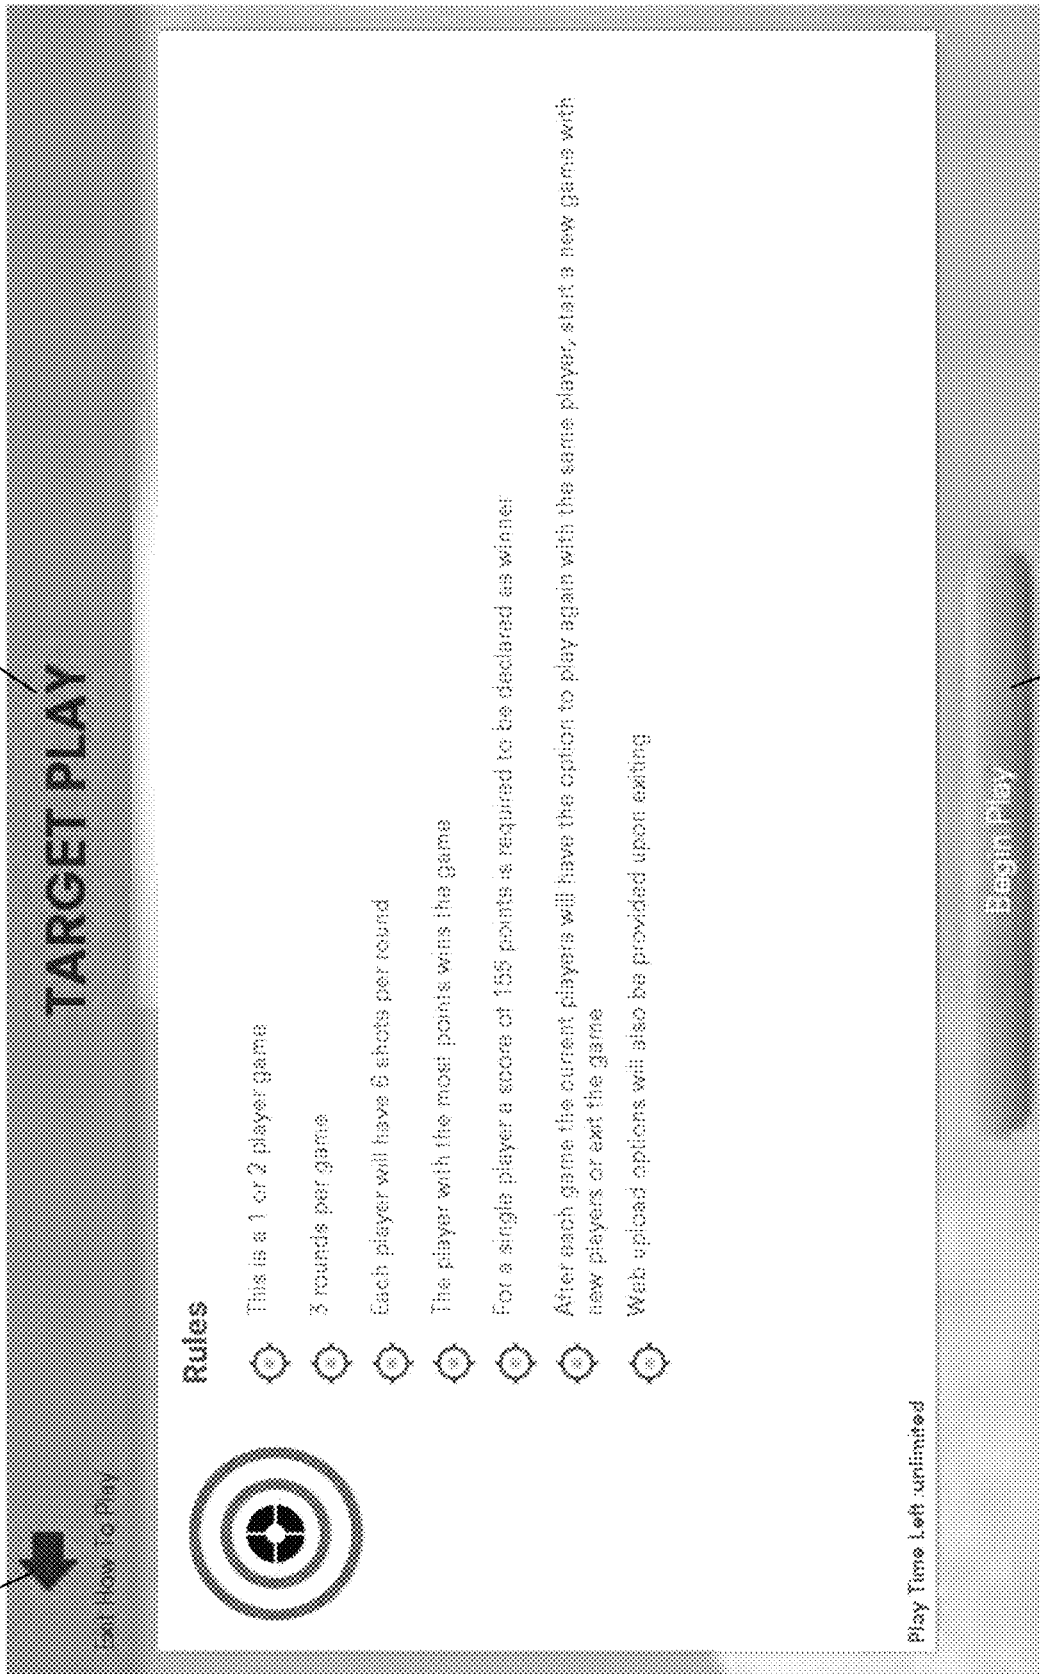 TARGET PLAY
Exit How To Play
Rules
This is a 1 or 2 player game
3 rounds per game
Each player will have 6 shots per round
The player with the most points wins the game
For a single player a score of 155 points is required to be declared as winner
After each game the current players will have the option to play again with the same player, start a new game with
new players or exit the game
Web upload options will also be provided upon exiting
Play Time Left :unlimited
Begin Play